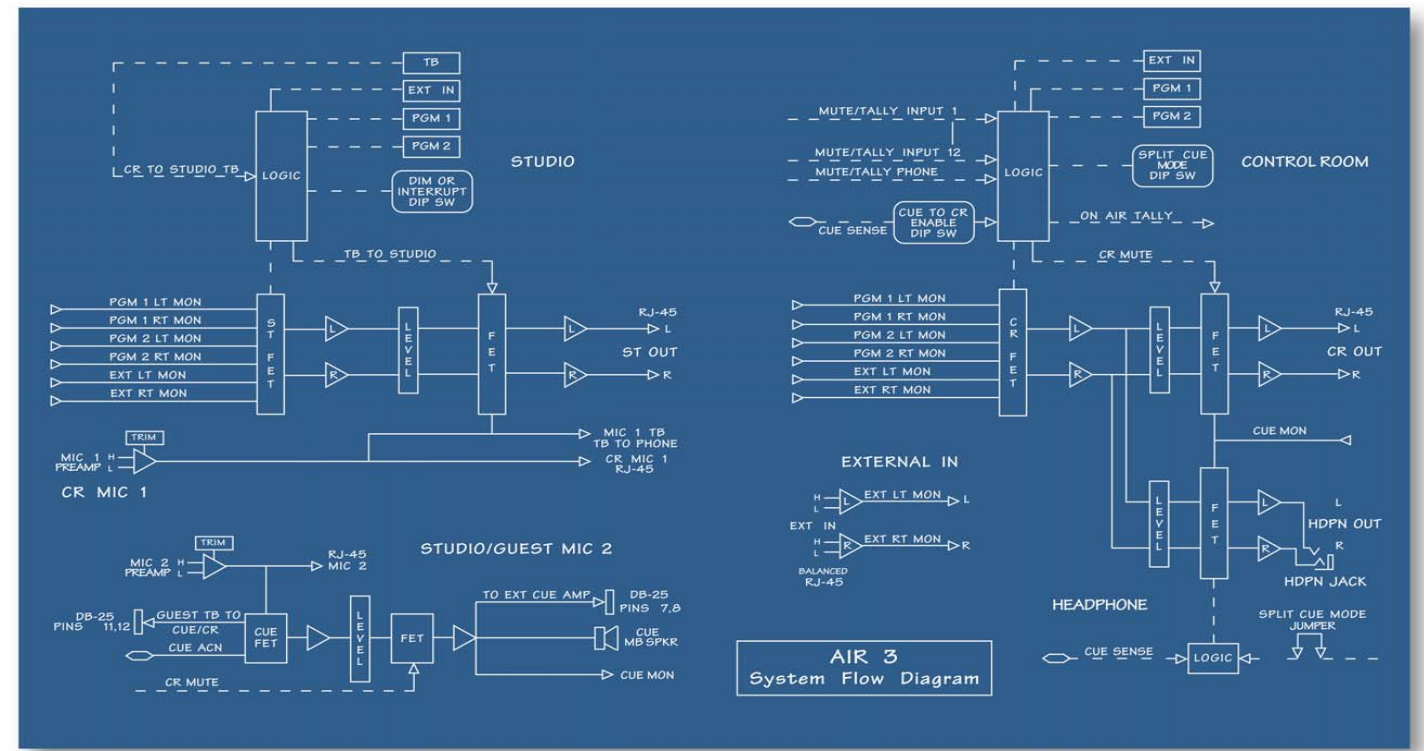 TB
EXT IN
PGM 1
PGM 2
STUDIO
CR TO STUDIO TB
LOGIC
DIM OR
INTERRUPT
DIP SW
TB TO STUDIO
PGM 1 LT MON
PGM 1 RT MON
PGM 2 LT MON
PGM 2 RT MON
EXT LT MON
EXT RT MON
ST FET
L
R
LEVEL
FET
L
R
RJ-45
L
ST OUT
R
TRIM
MIC 1 H
PREAMP L
CR MIC 1
MIC 1 TB
TB TO PHONE
CR MIC 1
RJ-45
STUDIO/GUEST MIC 2
TRIM
MIC 2 H
PREAMP L
RJ-45
MIC 2
DB-25
PINS 11,12
GUEST TB TO
CUE/CR
CUE ACN
CUE
FET
LEVEL
FET
TO EXT CUE AMP
DB-25
PINS 7,8
CUE
MB SPKR
CUE MON
CR MUTE
EXT IN
PGM 1
PGM 2
MUTE/TALLY INPUT 1
MUTE/TALLY INPUT 12
MUTE/TALLY PHONE
LOGIC
SPLIT CUE
MODE
DIP SW
CONTROL ROOM
CUE SENSE
CUE TO CR
ENABLE
DIP SW
ON AIR TALLY
CR MUTE
PGM 1 LT MON
PGM 1 RT MON
PGM 2 LT MON
PGM 2 RT MON
EXT LT MON
EXT RT MON
CR FET
L
R
LEVEL
FET
L
R
RJ-45
L
CR OUT
R
CUE MON
EXTERNAL IN
H
L
L
EXT LT MON
L
EXT IN
H
L
R
EXT RT MON
R
BALANCED
RJ-45
LEVEL
FET
L
R
L
HDPN OUT
R
HDPN JACK
HEADPHONE
SPLIT CUE MODE
JUMPER
CUE SENSE
LOGIC
AIR 3
System Flow Diagram